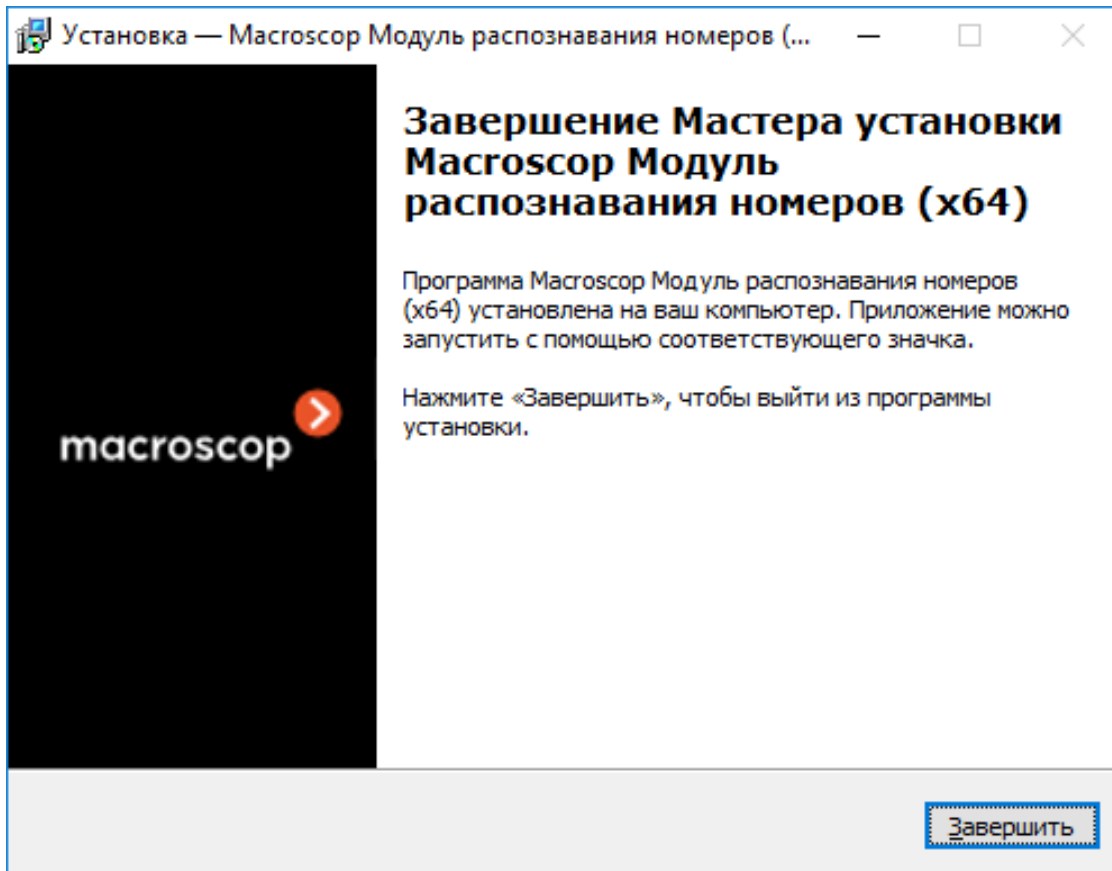 Установка — Macroscop Модуль распознавания номеров (...
Завершение Мастера установки
Macroscop Модуль
распознавания номеров (x64)
Программа Macroscop Модуль распознавания номеров
(x64) установлена на ваш компьютер. Приложение можно
запустить с помощью соответствующего значка.
Нажмите «Завершить», чтобы выйти из программы
установки.
macroscop
Завершить